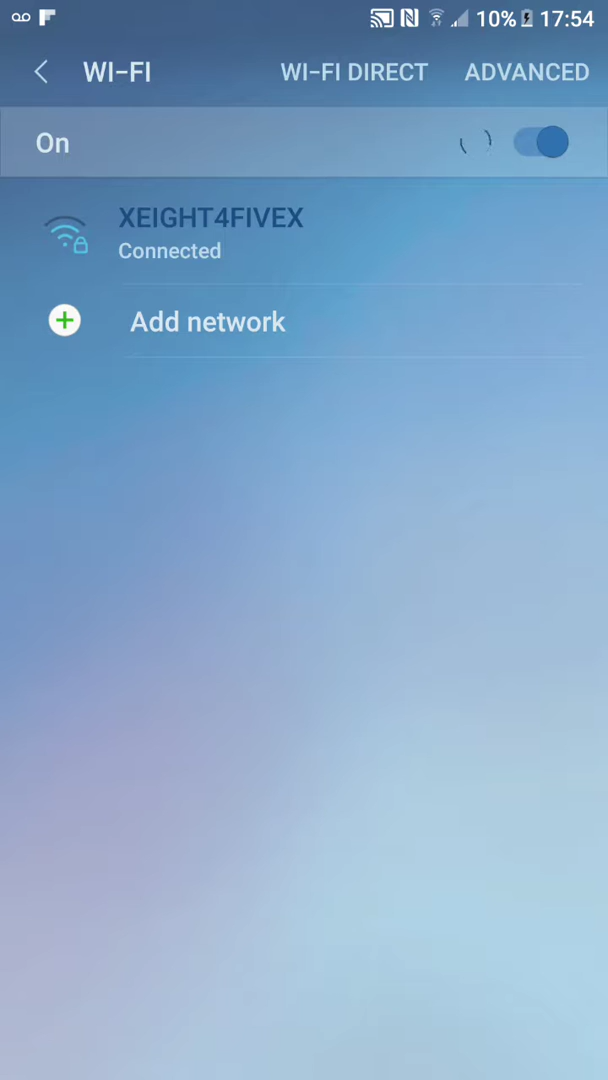 10% 17:54
WI-FI WI-FI DIRECT ADVANCED
On
XEIGHT4FIVEX
Connected
Add network